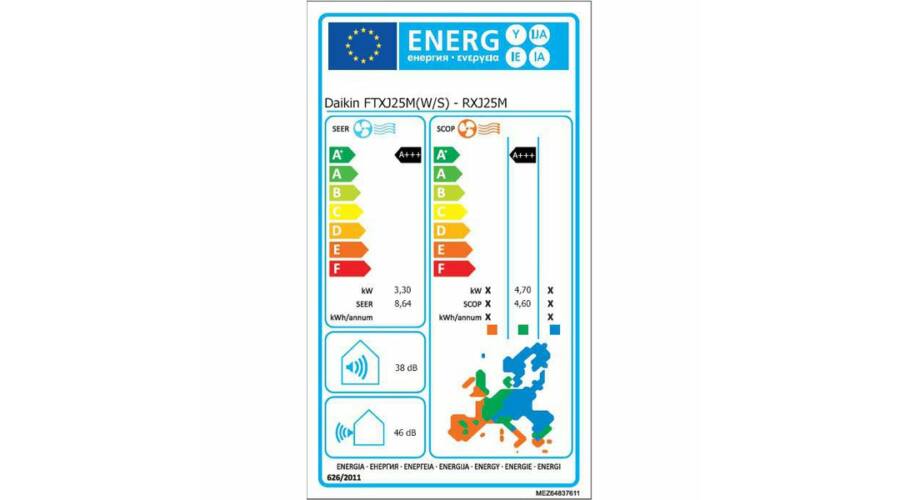 ENERG Y IJA
IE IA
енергия · ενεργεια
Daikin FTXJ25M(W/S) - RXJ25M
SEER
A+
A
B
C
D
E
F
A+++
kW 3,30
SEER 8,64
kWh/annum
SCOP
A+
A
B
C
D
E
F
A+++
kW X 4,70 X
SCOP X 4,60 X
kWh/annum X X
38 dB
46 dB
ENERGIA · ЕНЕРГИЯ · ΕΝΕΡΓΕΙΑ · ENERGIJA · ENERGY · ENERGIE · ENERGI
626/2011
MEZ64837611